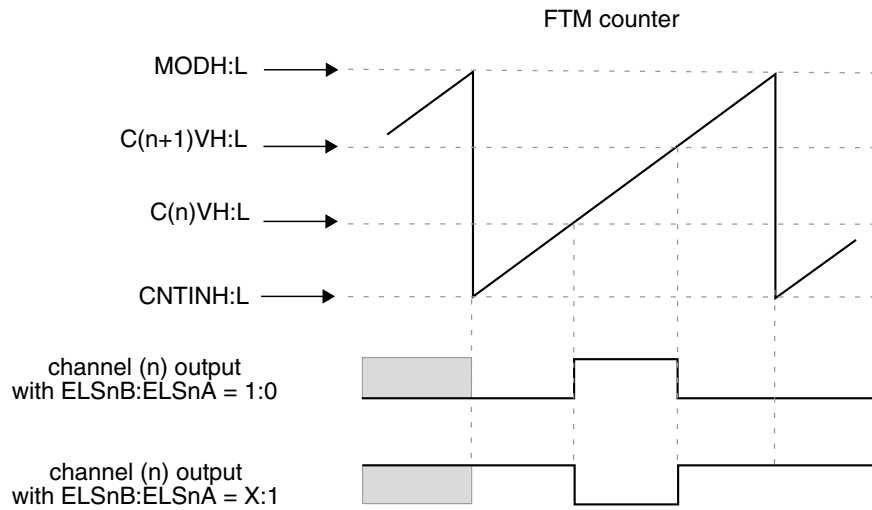 FTM counter
MODH:L
C(n+1)VH:L
C(n)VH:L
CNTINH:L
channel (n) output
with ELSnB:ELSnA = 1:0
channel (n) output
with ELSnB:ELSnA = X:1